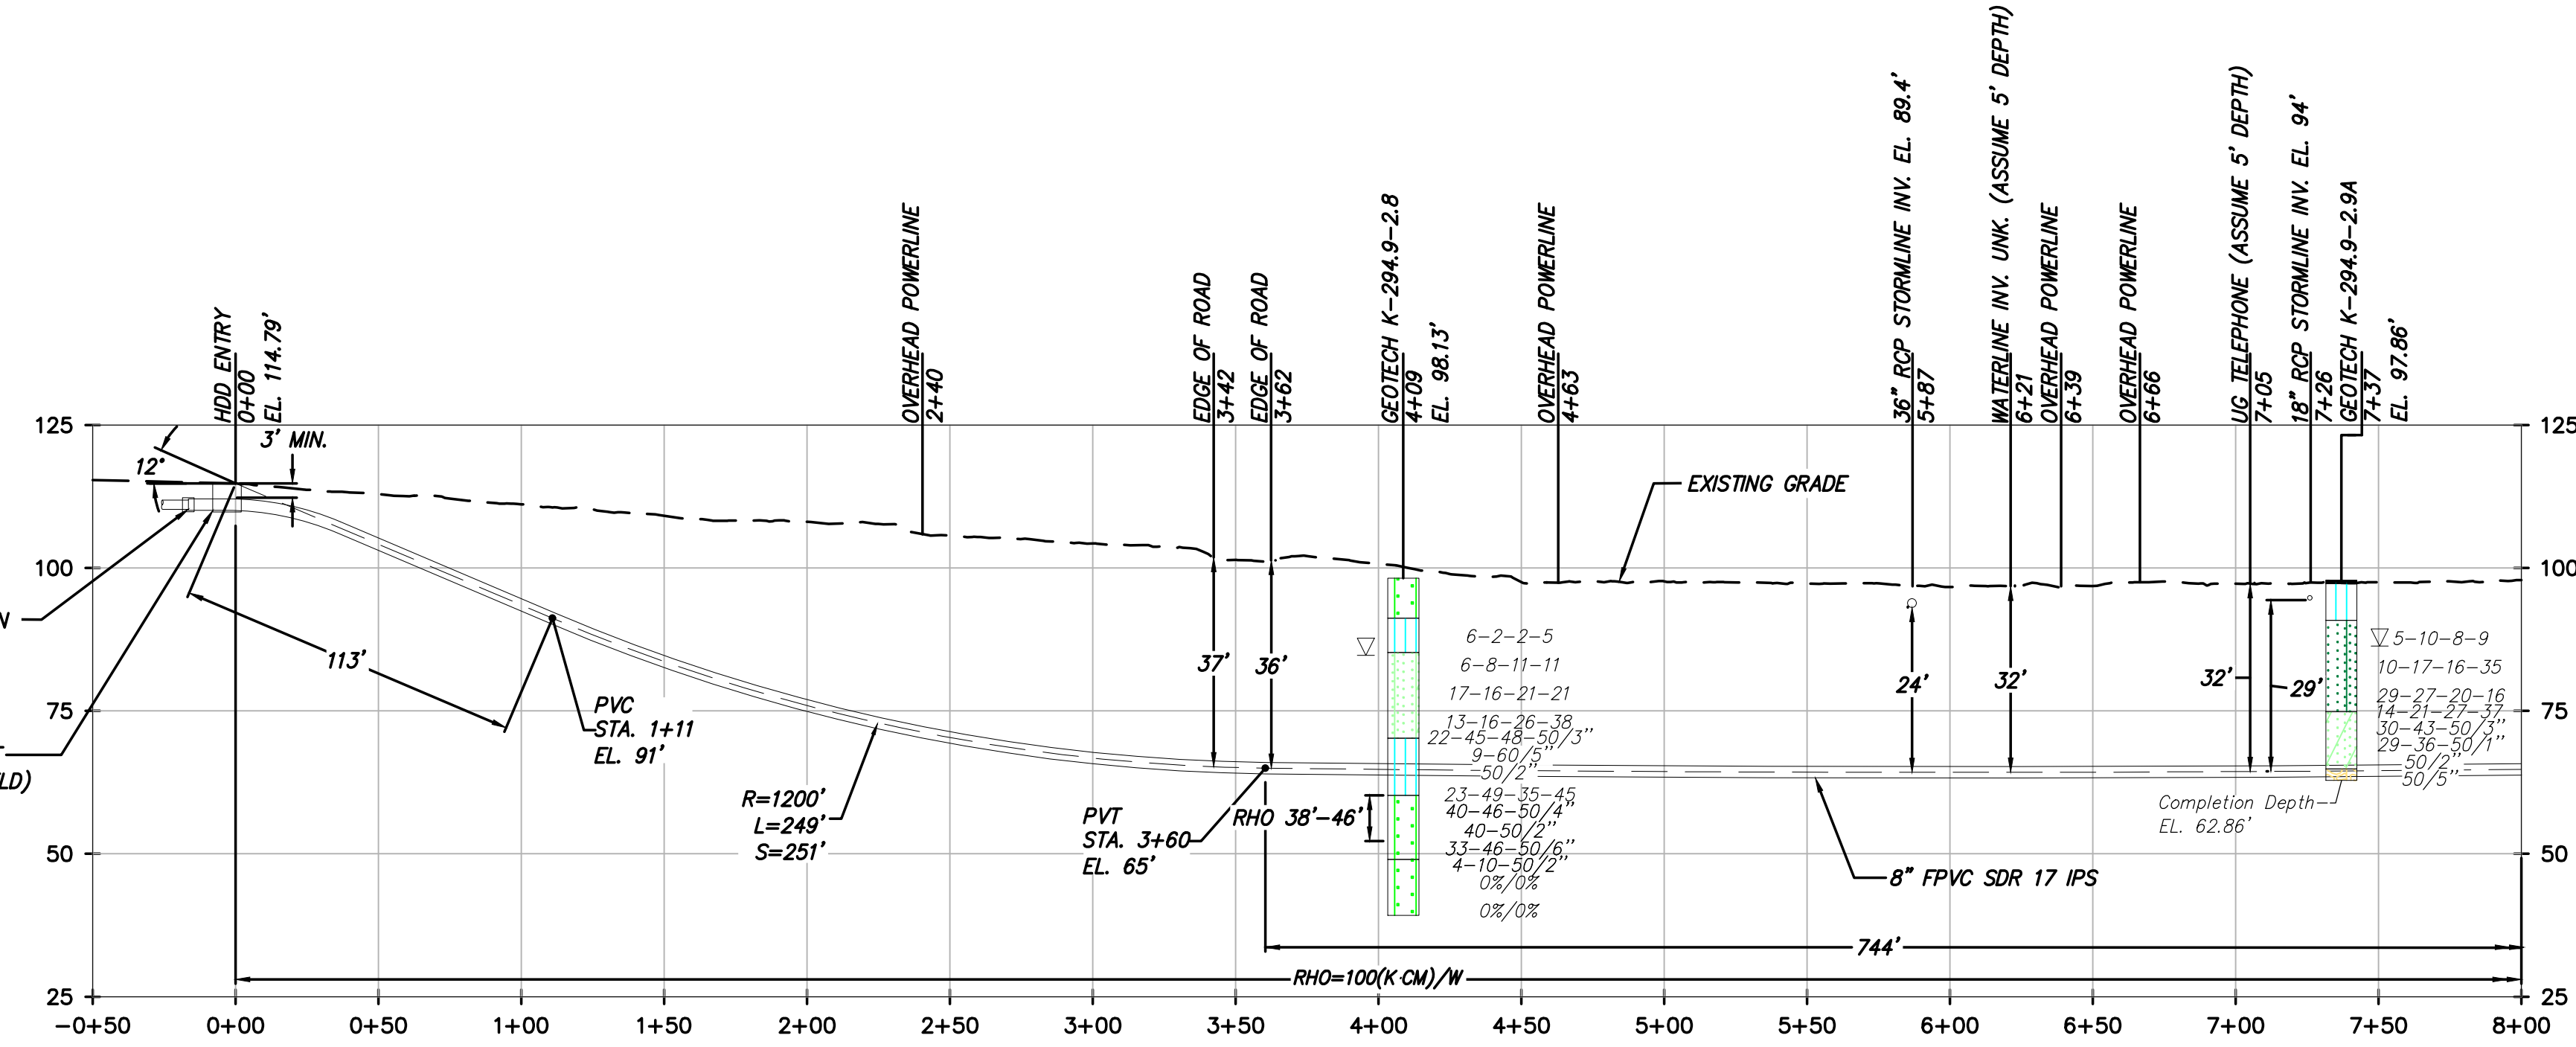 HDD ENTRY
0+00
EL. 114.79'
3' MIN.
12°
OVERHEAD POWERLINE
2+40
EDGE OF ROAD
3+42
EDGE OF ROAD
3+62
GEOTECH K-294.9-2.8
4+09
EL. 98.13'
OVERHEAD POWERLINE
4+63
36" RCP STORMLINE INV. EL. 89.4'
5+87
WATERLINE INV. UNK. (ASSUME 5' DEPTH)
6+21
OVERHEAD POWERLINE
6+39
OVERHEAD POWERLINE
6+66
UG TELEPHONE (ASSUME 5' DEPTH)
7+05
18" RCP STORMLINE INV. EL. 94'
7+26
GEOTECH K-294.9-2.9A
7+37
EL. 97.86'
125
100
75
50
25
125
100
75
50
25
EXISTING GRADE
N
LD)
113'
PVC
STA. 1+11
EL. 91'
R=1200'
L=249'
S=251'
PVT
STA. 3+60
EL. 65'
37'
36'
RHO 38'-46'
6-2-2-5
6-8-11-11
17-16-21-21
13-16-26-38
22-45-48-50/3"
9-60/5"
50/2"
23-49-35-45
40-46-50/4"
40-50/2"
33-46-50/6"
4-10-50/2"
0%/0%
0%/0%
24'
32'
32'
29'
5-10-8-9
10-17-16-35
29-27-20-16
14-21-27-37
30-43-50/3"
29-36-50/1"
50/2"
50/5"
Completion Depth
EL. 62.86'
8" FPVC SDR 17 IPS
744'
RHO=100(K·CM)/W
-0+50
0+00
0+50
1+00
1+50
2+00
2+50
3+00
3+50
4+00
4+50
5+00
5+50
6+00
6+50
7+00
7+50
8+00